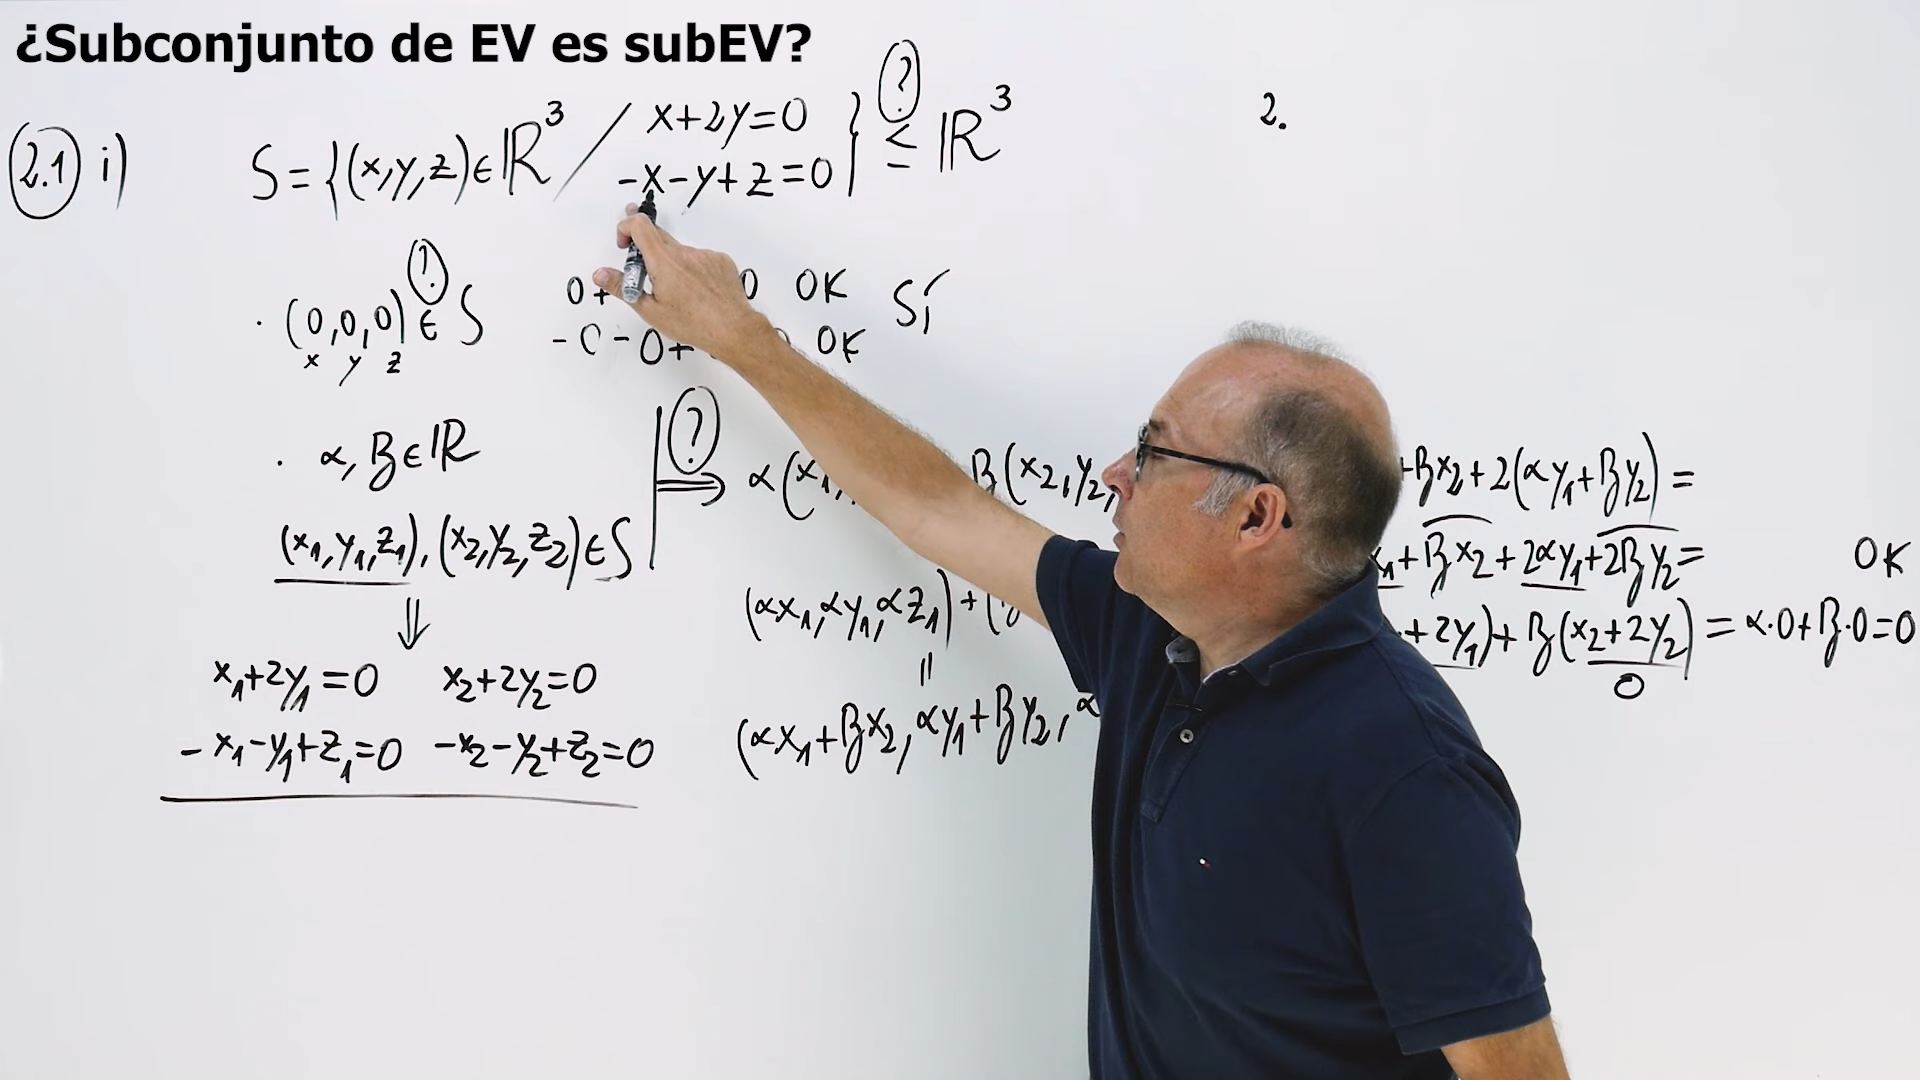 ¿Subconjunto de EV es subEV?
2.1 i) S={(x,y,z)∈ℝ³ / x+2y=0
-x-y+z=0} ≤ ? ℝ³
2.
· (0,0,0) ∈ ? S
x y z
0+ 0 OK
-0-0+ OK
Sí
· α,β∈ℝ
(x₁,y₁,z₁),(x₂,y₂,z₂)∈S
⇓
x₁+2y₁=0 x₂+2y₂=0
-x₁-y₁+z₁=0 -x₂-y₂+z₂=0
? ⇒ α(x₁, β(x₂,y₂,
(αx₁,αy₁,αz₁)+(β
=
(αx₁+βx₂,αy₁+βy₂,α
+βx₂+2(αy₁+βy₂)=
x₁+βx₂+2αy₁+2βy₂= OK
+2y₁)+β(x₂+2y₂)=α·0+β·0=0
0